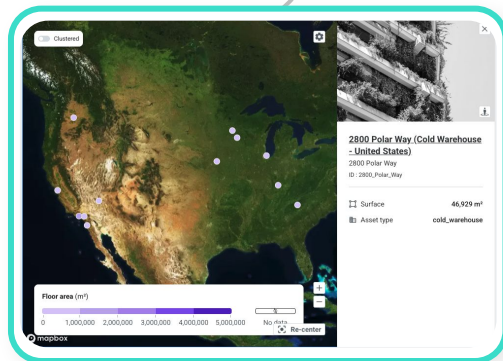 Clustered
2800 Polar Way (Cold Warehouse
- United States)
2800 Polar Way
ID : 2800_Polar_Way
Surface 46,929 m²
Asset type cold_warehouse
Floor area (m²)
0 1,000,000 2,000,000 3,000,000 4,000,000 5,000,000 No data
Re-center
mapbox